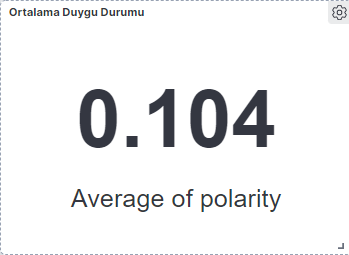 Ortalama Duygu Durumu
0.104
Average of polarity